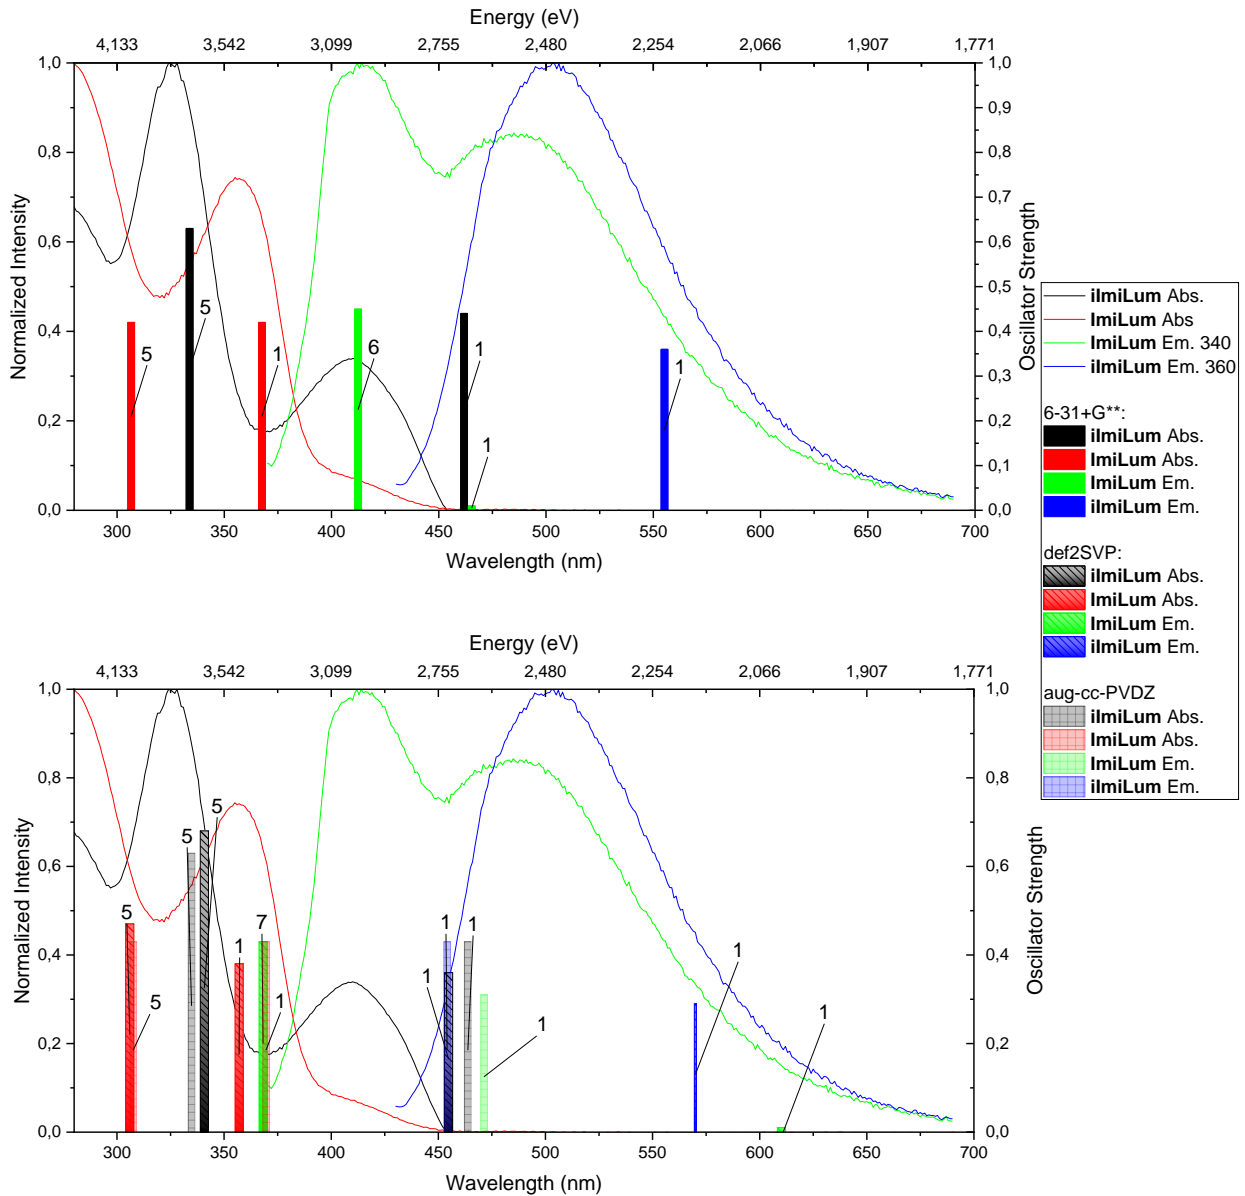 Energy (eV)
4,133 3,542 3,099 2,755 2,480 2,254 2,066 1,907 1,771
1,0
0,8
0,6
0,4
0,2
0,0
Normalized Intensity
1,0
0,9
0,8
0,7
0,6
0,5
0,4
0,3
0,2
0,1
0,0
Oscillator Strength
5
5
1
6
1
1
1
300 350 400 450 500 550 600 650 700
Wavelength (nm)
iImiLum Abs.
ImiLum Abs
ImiLum Em. 340
iImiLum Em. 360
6-31+G**:
iImiLum Abs.
ImiLum Abs.
ImiLum Em.
iImiLum Em.
def2SVP:
iImiLum Abs.
ImiLum Abs.
ImiLum Em.
iImiLum Em.
aug-cc-PVDZ
iImiLum Abs.
ImiLum Abs.
ImiLum Em.
iImiLum Em.
Energy (eV)
4,133 3,542 3,099 2,755 2,480 2,254 2,066 1,907 1,771
1,0
0,8
0,6
0,4
0,2
0,0
Normalized Intensity
1,0
0,8
0,6
0,4
0,2
0,0
Oscillator Strength
5
5
5
5
1
7
1
1
1
1
1
1
1
300 350 400 450 500 550 600 650 700
Wavelength (nm)